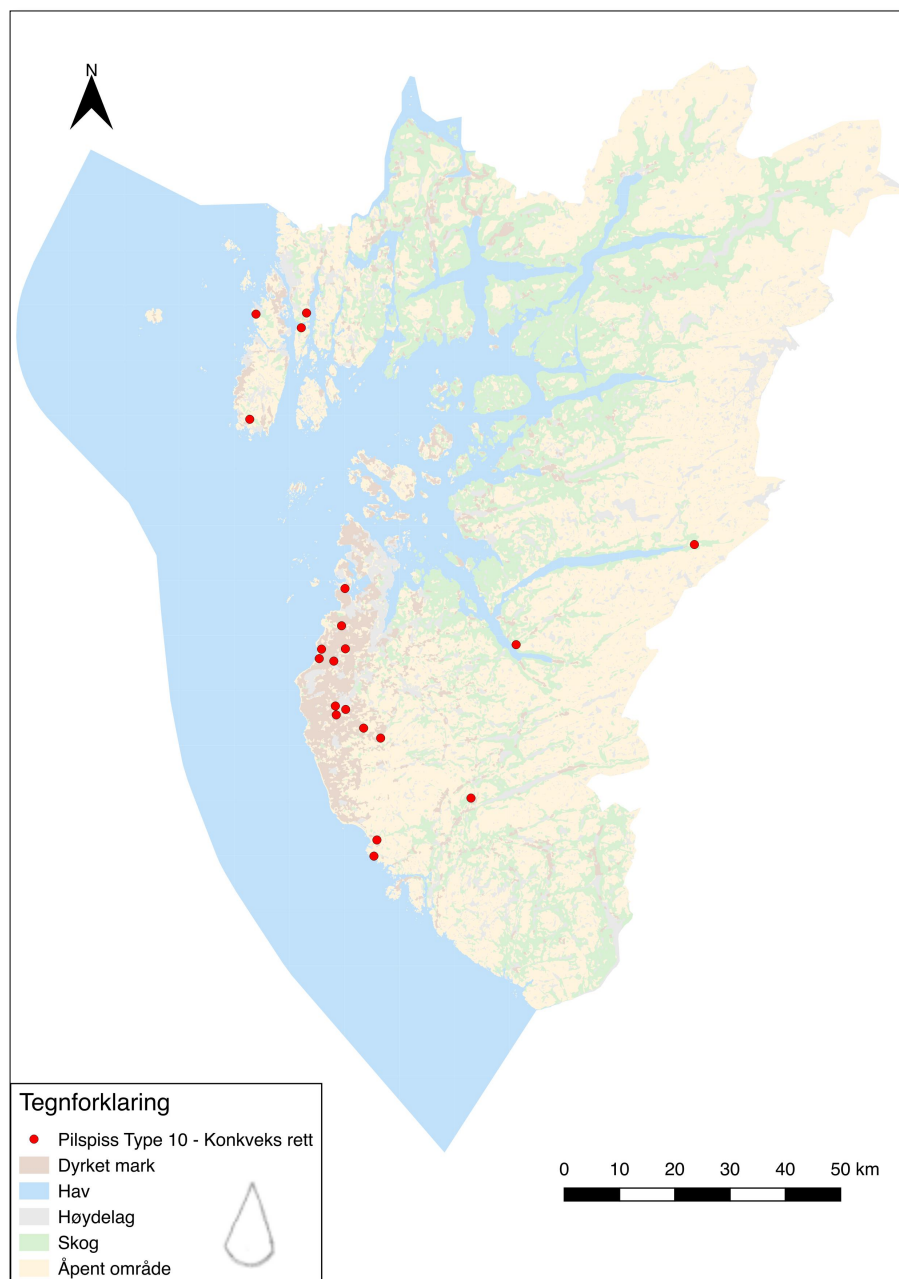 N
Tegnforklaring
Pilspiss Type 10 - Konkveks rett
Dyrket mark
Hav
Høydelag
Skog
Åpent område
0 10 20 30 40 50 km